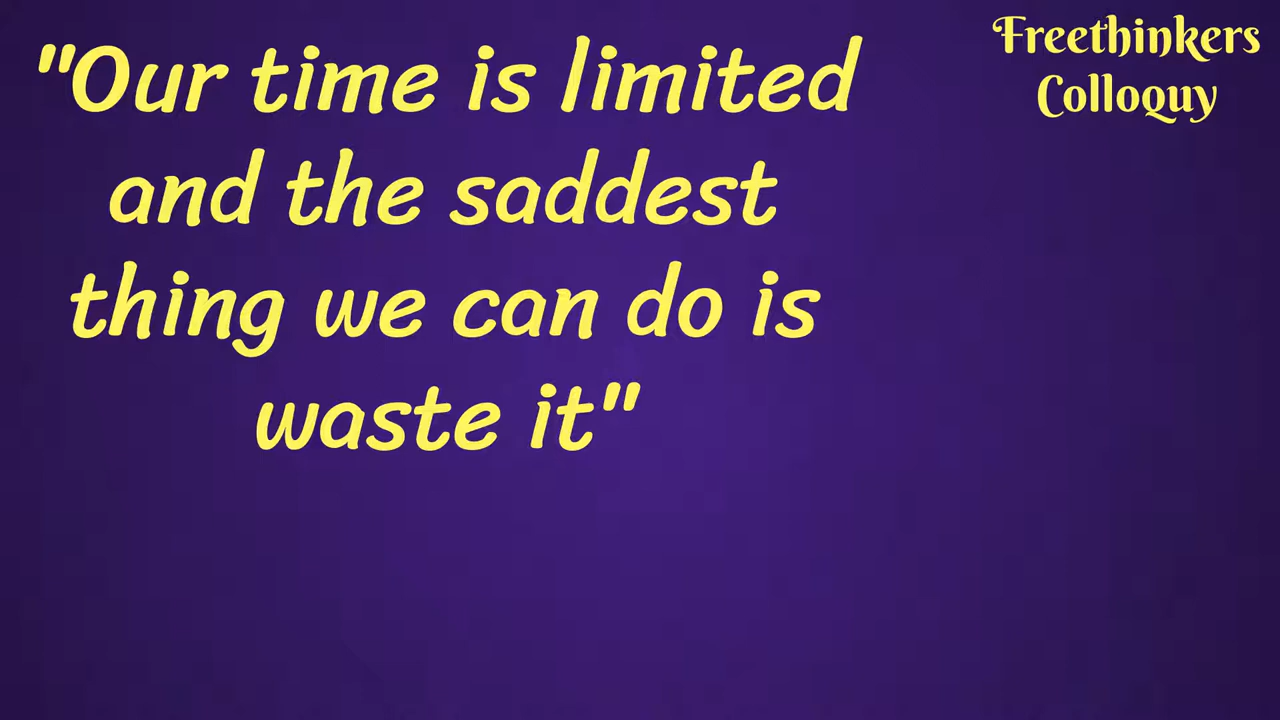 "Our time is limited
and the saddest
thing we can do is
waste it"
Freethinkers
Colloquy